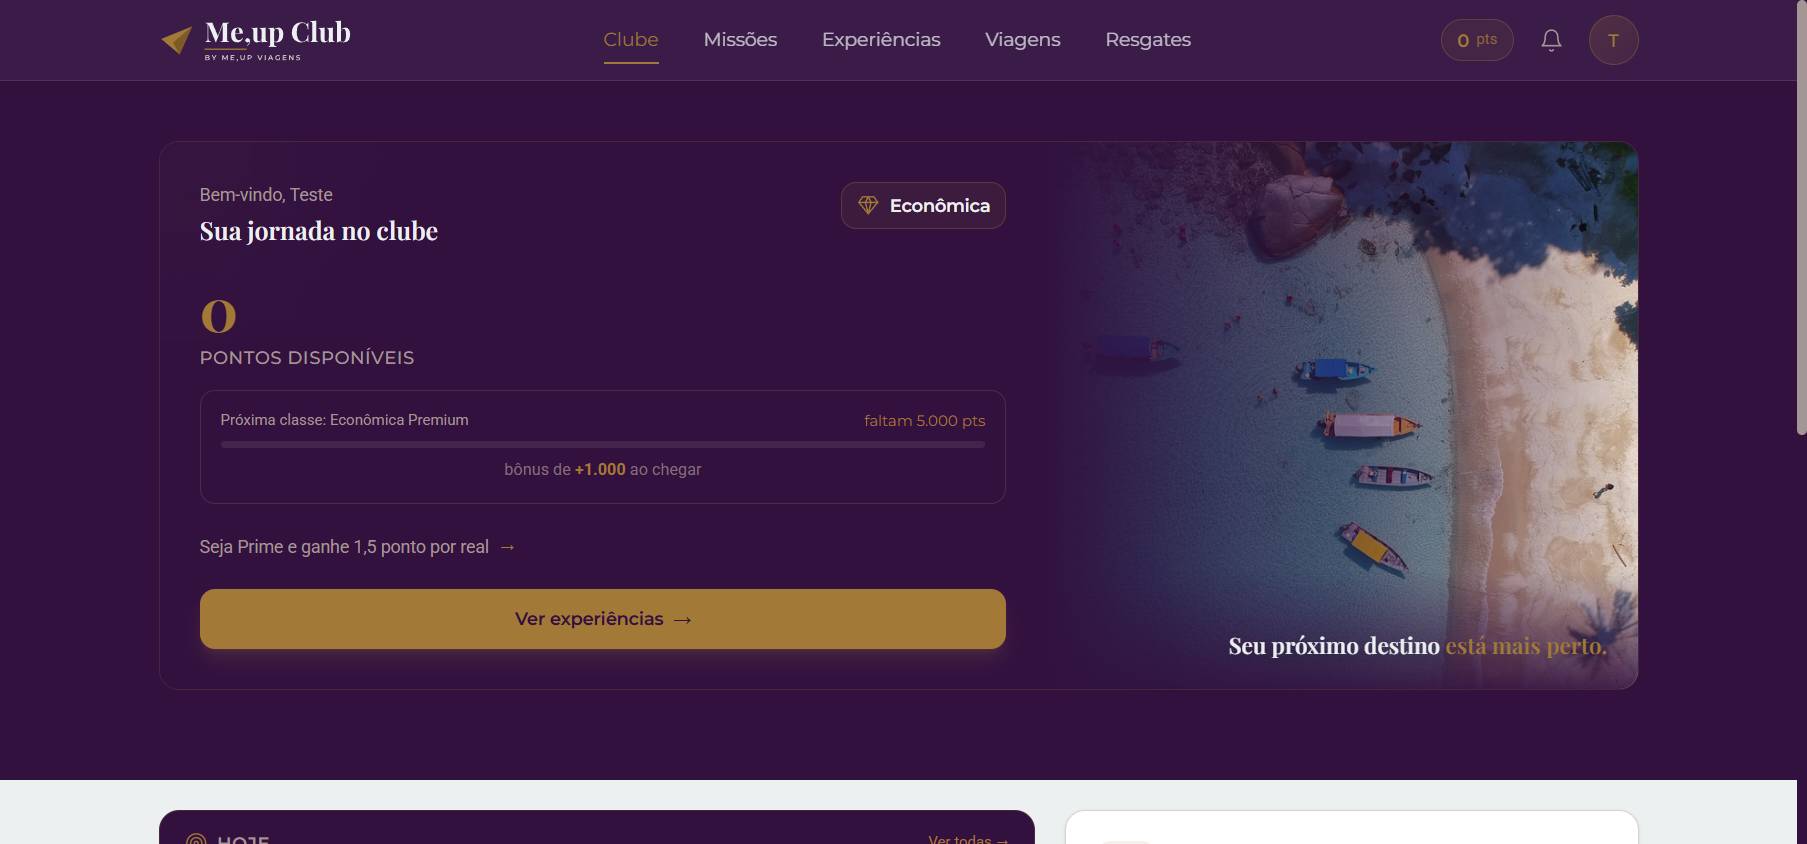 Me,up Club
BY ME,UP VIAGENS
Clube
Missões
Experiências
Viagens
Resgates
0 pts
T
Bem-vindo, Teste
Sua jornada no clube
Econômica
0
PONTOS DISPONÍVEIS
Próxima classe: Econômica Premium
faltam 5.000 pts
bônus de +1.000 ao chegar
Seja Prime e ganhe 1,5 ponto por real →
Ver experiências →
Seu próximo destino está mais perto.
HOJE
Ver todas →